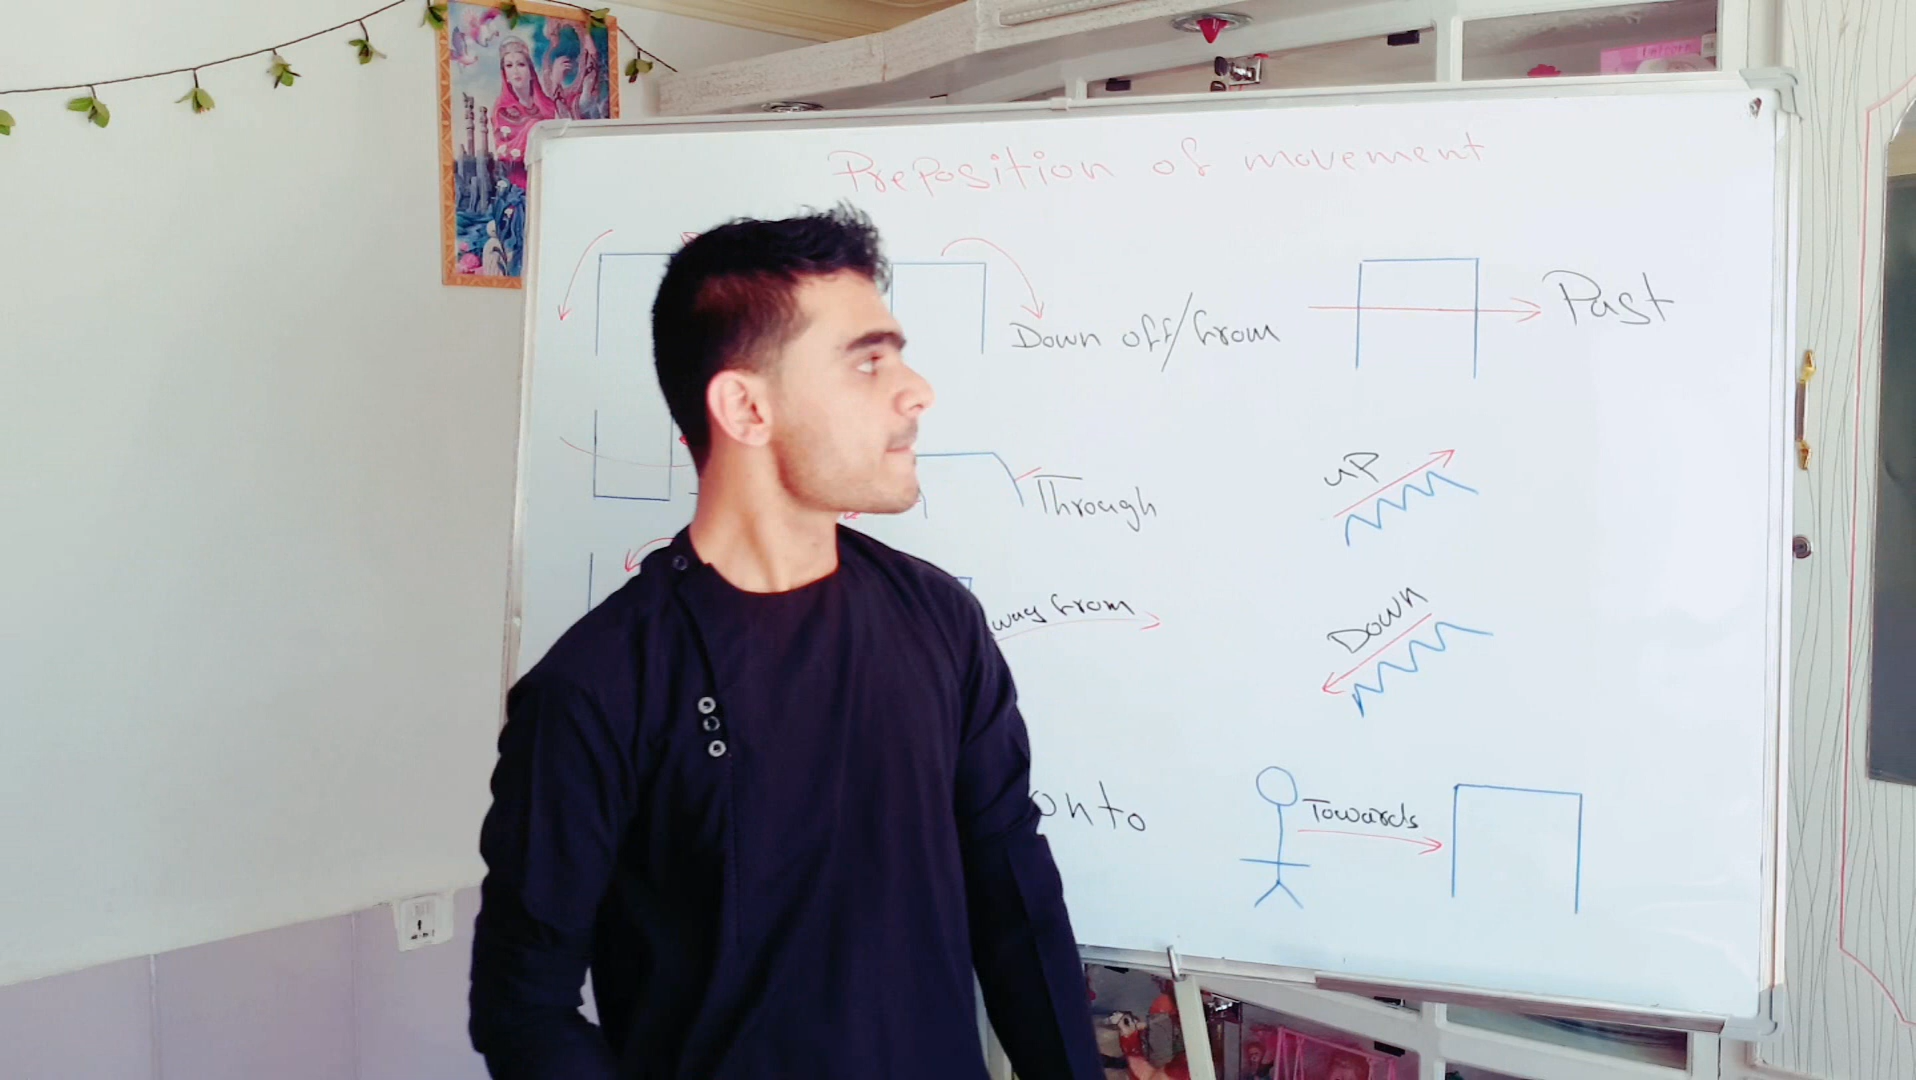 Preposition of movement
Down off/from
Past
Through
UP
way from
Down
onto
Towards